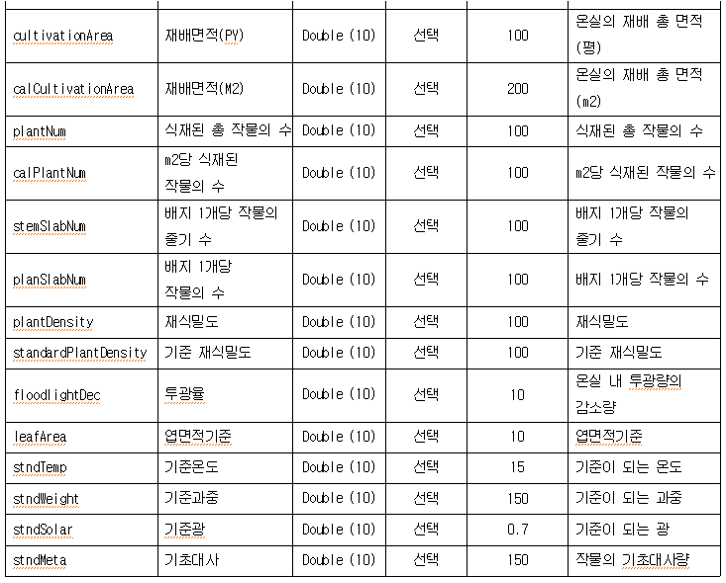 cultivationArea 재배면적(PY) Double (10) 선택 100 온실의 재배 총 면적
(평)
calCultivationArea 재배면적(M2) Double (10) 선택 200 온실의 재배 총 면적
(m2)
plantNum 식재된 총 작물의 수 Double (10) 선택 100 식재된 총 작물의 수
calPlantNum m2당 식재된
작물의 수 Double (10) 선택 100 m2당 식재된 작물의 수
stemSlabNum 배지 1개당 작물의
줄기 수 Double (10) 선택 100 배지 1개당 작물의
줄기 수
planSlabNum 배지 1개당
작물의 수 Double (10) 선택 100 배지 1개당 작물의 수
plantDensity 재식밀도 Double (10) 선택 100 재식밀도
standardPlantDensity 기준 재식밀도 Double (10) 선택 100 기준 재식밀도
floodlightDec 투광율 Double (10) 선택 10 온실 내 투광량의
감소량
leafArea 엽면적기준 Double (10) 선택 10 엽면적기준
stndTemp 기준온도 Double (10) 선택 15 기준이 되는 온도
stndWeight 기준과중 Double (10) 선택 150 기준이 되는 과중
stndSolar 기준광 Double (10) 선택 0.7 기준이 되는 광
stndMeta 기초대사 Double (10) 선택 150 작물의 기초대사량